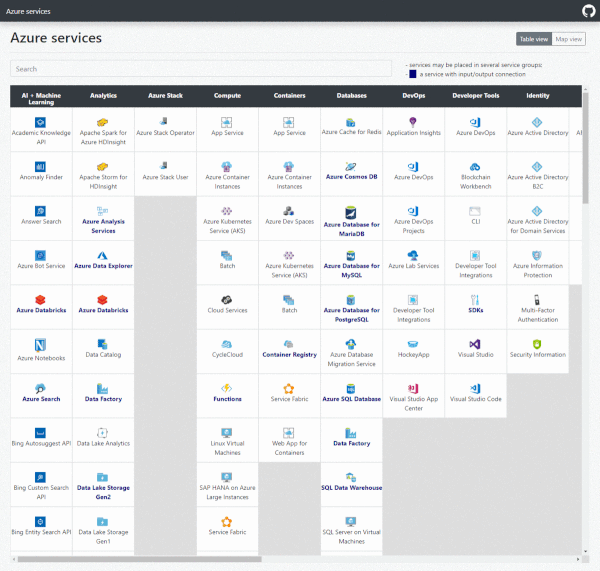 Azure services
Azure services
Table view
Map view
Search
- services may be placed in several service groups;
- a service with input/output connection
AI + Machine
Learning
Analytics
Azure Stack
Compute
Containers
Databases
DevOps
Developer Tools
Identity
Academic Knowledge
API
Apache Spark for
Azure HDInsight
Azure Stack Operator
App Service
App Service
Azure Cache for Redis
Application Insights
Azure DevOps
Azure Active Directory
Anomaly Finder
Apache Storm for
HDInsight
Azure Stack User
Azure Container
Instances
Azure Container
Instances
Azure Cosmos DB
Azure DevOps
Blockchain
Workbench
Azure Active Directory
B2C
Answer Search
Azure Analysis
Services
Azure Kubernetes
Service (AKS)
Azure Dev Spaces
Azure Database for
MariaDB
Azure DevOps
Projects
CLI
Azure Active Directory
for Domain Services
Azure Bot Service
Azure Data Explorer
Batch
Azure Kubernetes
Service (AKS)
Azure Database for
MySQL
Azure Lab Services
Developer Tool
Integrations
Azure Information
Protection
Azure Databricks
Azure Databricks
Cloud Services
Batch
Azure Database for
PostgreSQL
Developer Tool
Integrations
SDKs
Multi-Factor
Authentication
Azure Notebooks
Data Catalog
CycleCloud
Container Registry
Azure Database
Migration Service
HockeyApp
Visual Studio
Security Information
Azure Search
Data Factory
Functions
Service Fabric
Azure SQL Database
Visual Studio App
Center
Visual Studio Code
Bing Autosuggest API
Data Lake Analytics
Linux Virtual
Machines
Web App for
Containers
Data Factory
Bing Custom Search
API
Data Lake Storage
Gen2
SAP HANA on Azure
Large Instances
SQL Data Warehouse
Bing Entity Search API
Data Lake Storage
Gen1
Service Fabric
SQL Server on Virtual
Machines